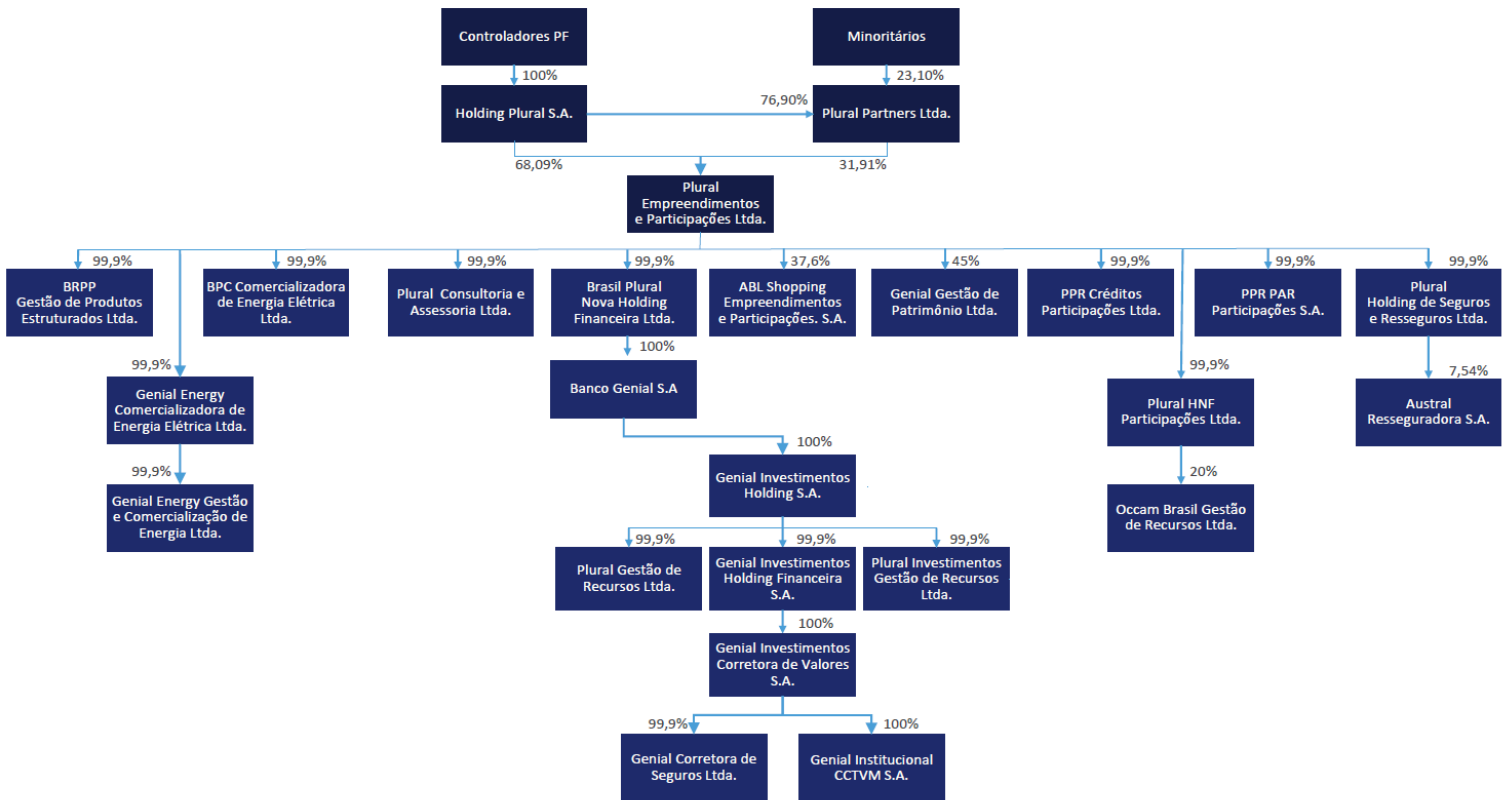 Controladores PF
Minoritários
100%
23,10%
Holding Plural S.A.
76,90%
Plural Partners Ltda.
68,09%
31,91%
Plural
Empreendimentos
e Participações Ltda.
99,9%
99,9%
99,9%
99,9%
37,6%
45%
99,9%
99,9%
99,9%
BRPP
Gestão de Produtos
Estruturados Ltda.
BPC Comercializadora
de Energia Elétrica
Ltda.
Plural Consultoria e
Assessoria Ltda.
Brasil Plural
Nova Holding
Financeira Ltda.
ABL Shopping
Empreendimentos
e Participações. S.A.
Genial Gestão de
Patrimônio Ltda.
PPR Créditos
Participações Ltda.
PPR PAR
Participações S.A.
Plural
Holding de Seguros
e Resseguros Ltda.
99,9%
100%
99,9%
7,54%
Genial Energy
Comercializadora de
Energia Elétrica Ltda.
Banco Genial S.A
Plural HNF
Participações Ltda.
Austral
Resseguradora S.A.
99,9%
100%
20%
Genial Energy Gestão
e Comercialização de
Energia Ltda.
Genial Investimentos
Holding S.A.
Occam Brasil Gestão
de Recursos Ltda.
99,9%
99,9%
99,9%
Plural Gestão de
Recursos Ltda.
Genial Investimentos
Holding Financeira
S.A.
Plural Investimentos
Gestão de Recursos
Ltda.
100%
Genial Investimentos
Corretora de Valores
S.A.
99,9%
100%
Genial Corretora de
Seguros Ltda.
Genial Institucional
CCTVM S.A.